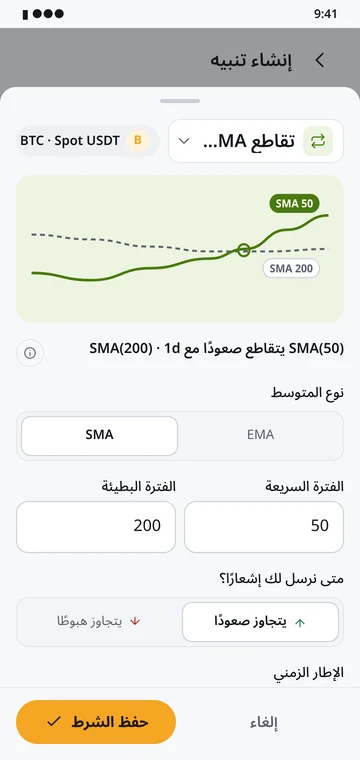 9:41
إنشاء تنبيه
تقاطع MA...
BTC · Spot USDT
B
SMA 50
SMA 200
SMA(50) يتقاطع صعودًا مع SMA(200) · 1d
نوع المتوسط
EMA
SMA
الفترة السريعة
الفترة البطيئة
50
200
متى نرسل لك إشعارًا؟
يتجاوز صعودًا
يتجاوز هبوطًا
الإطار الزمني
إلغاء
حفظ الشرط